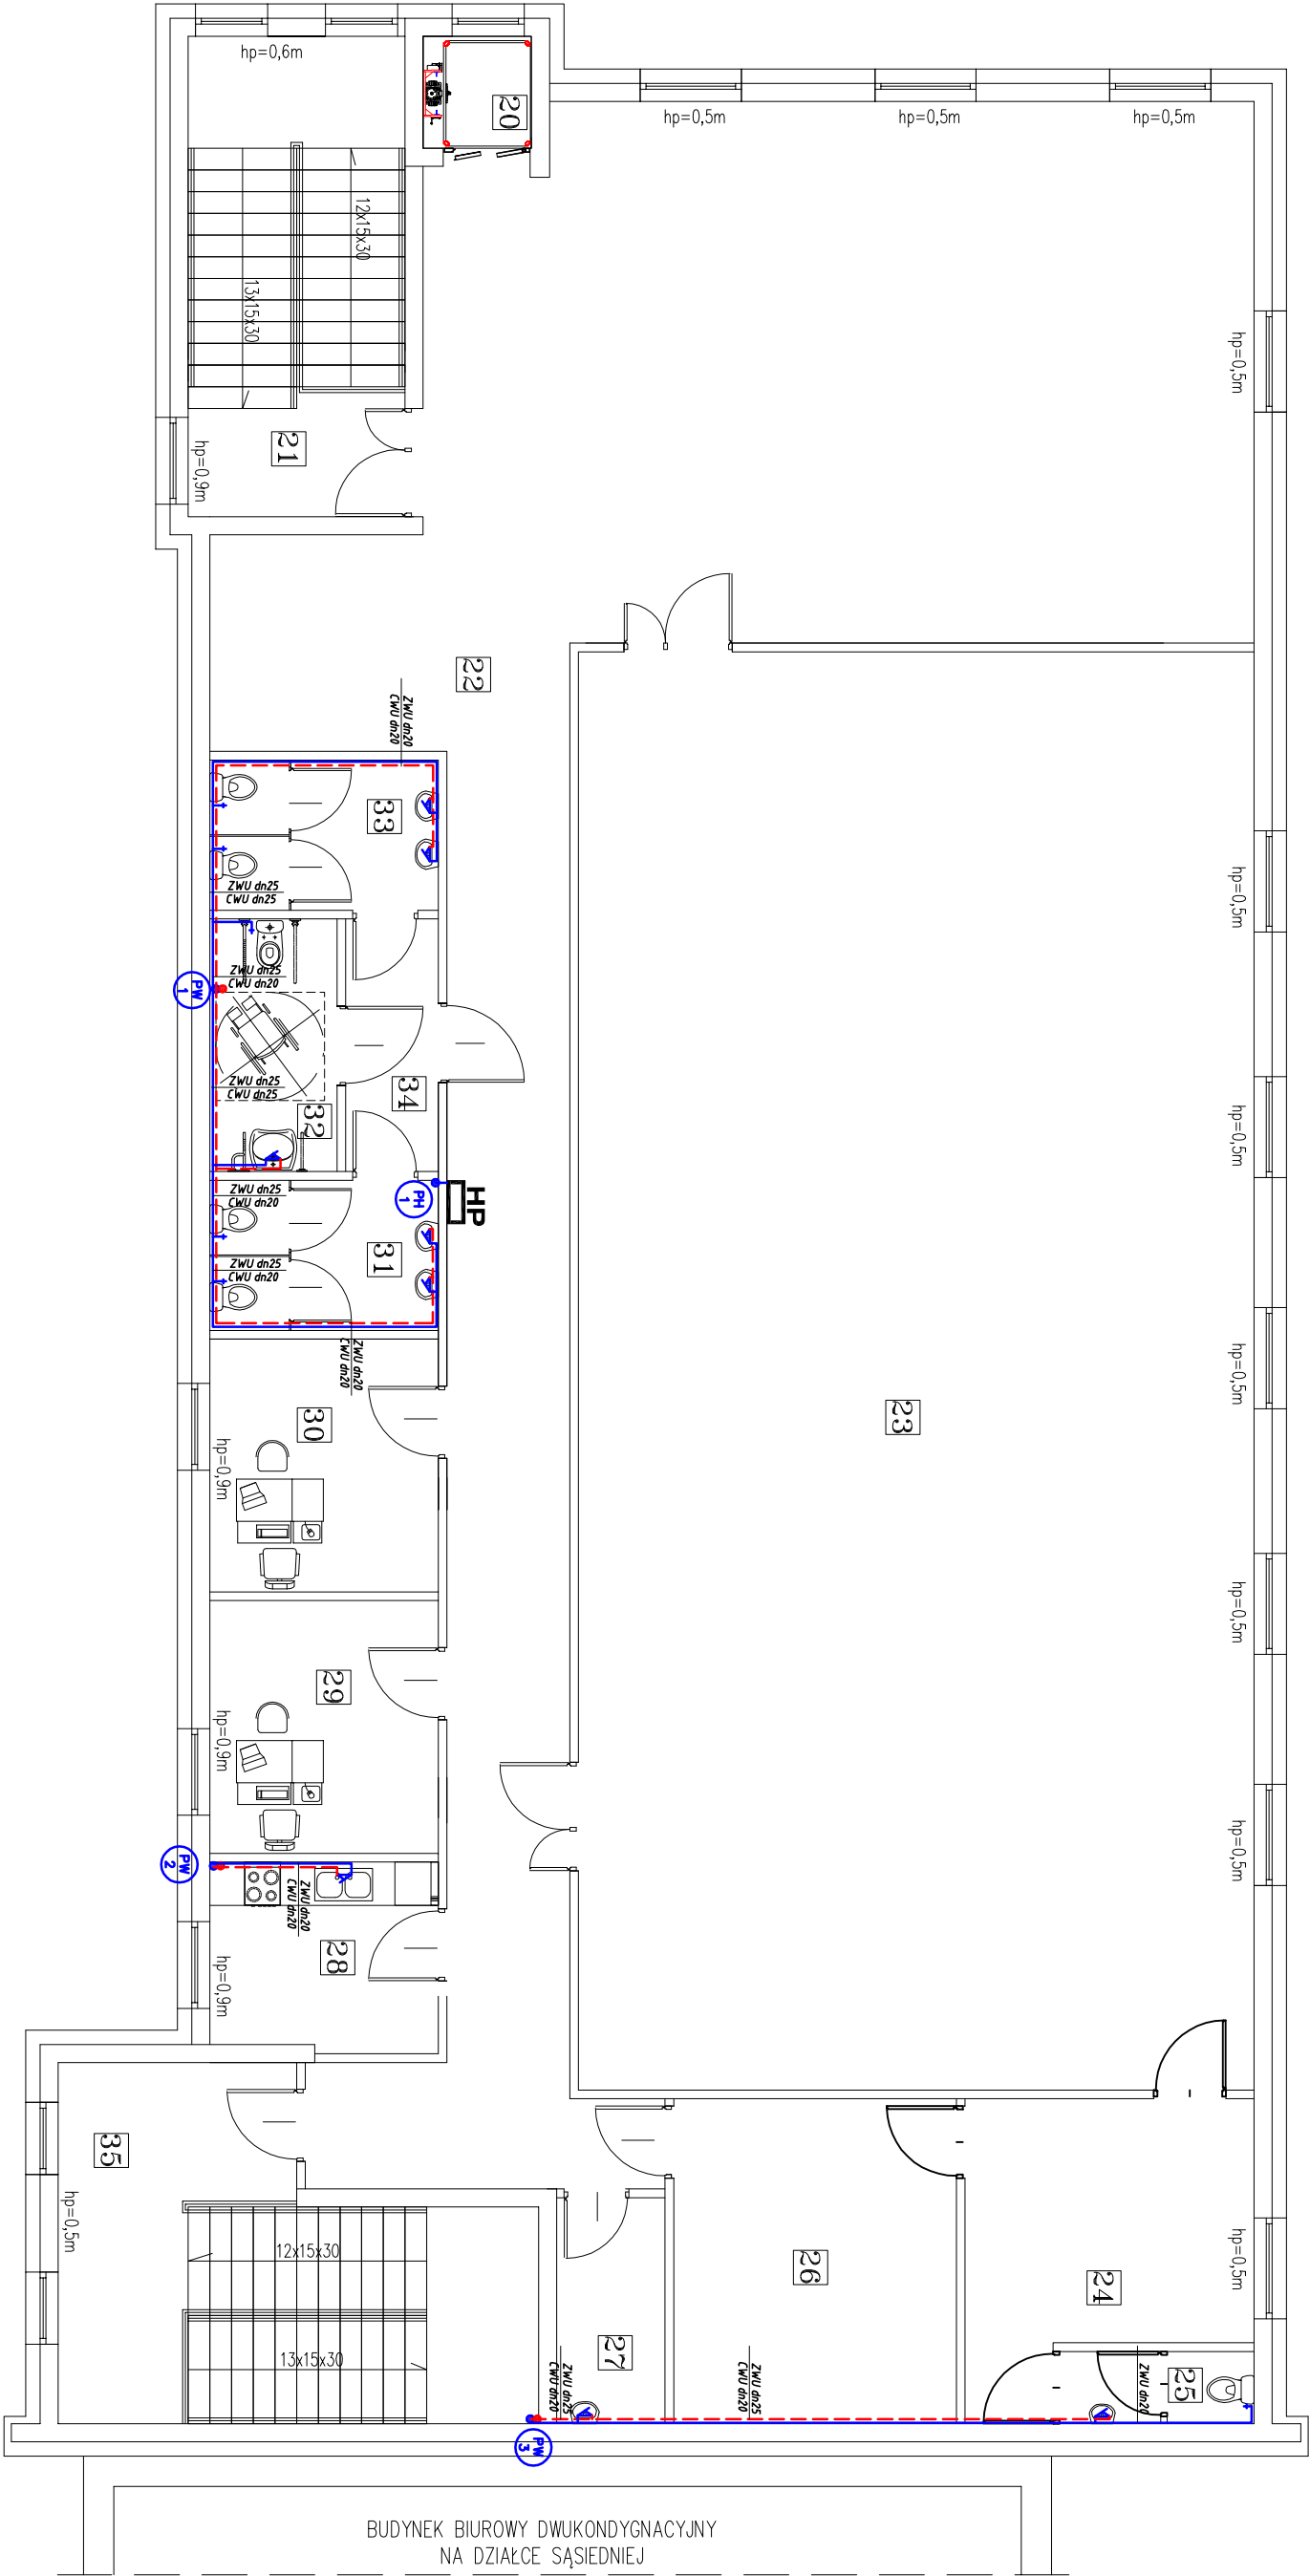 hp=0,6m
20
hp=0,5m
hp=0,5m
hp=0,5m
12x15x30
13x15x30
hp=0,5m
21
hp=0,9m
22
ZWU dn20
CWU dn20
33
ZWU dn25
CWU dn25
hp=0,5m
ZWU dn25
CWU dn20
PW
1
ZWU dn25
CWU dn25
34
32
hp=0,5m
ZWU dn25
CWU dn20
PH
1
HP
31
ZWU dn25
CWU dn20
ZWU dn20
CWU dn20
hp=0,5m
30
hp=0,9m
23
hp=0,5m
29
hp=0,9m
hp=0,5m
PW
2
ZWU dn20
CWU dn20
28
hp=0,9m
35
hp=0,5m
12x15x30
13x15x30
26
24
hp=0,5m
27
25
ZWU dn25
CWU dn20
ZWU dn25
CWU dn20
ZWU dn20
PW
3
BUDYNEK BIUROWY DWUKONDYGNACYJNY
NA DZIAŁCE SĄSIEDNIEJ